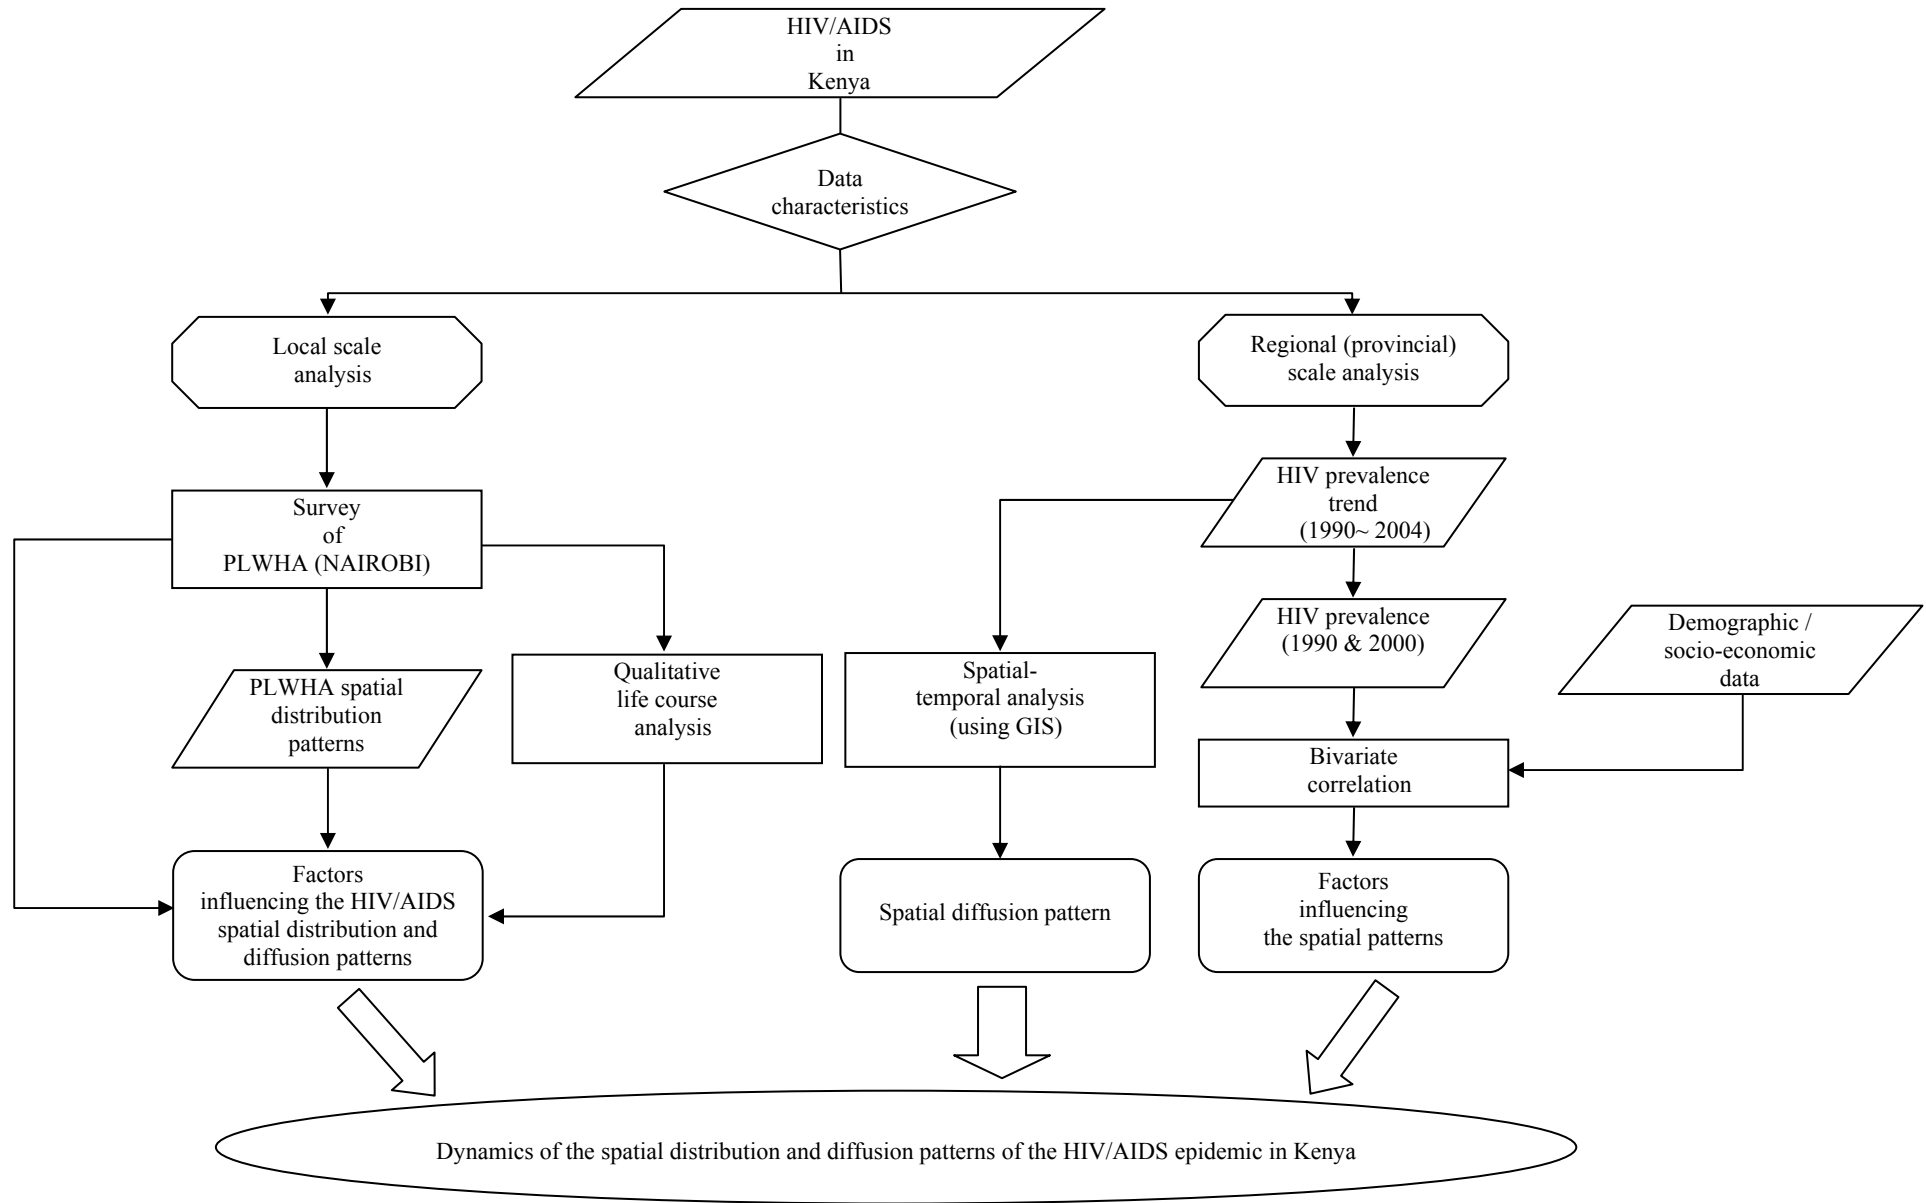 HIV/AIDS
in
Kenya
Data
characteristics
Local scale
analysis
Regional (provincial)
scale analysis
Survey
of
PLWHA (NAIROBI)
HIV prevalence
trend
(1990~ 2004)
HIV prevalence
(1990 & 2000)
Demographic /
socio-economic
data
PLWHA spatial
distribution
patterns
Qualitative
life course
analysis
Spatial-
temporal analysis
(using GIS)
Bivariate
correlation
Factors
influencing the HIV/AIDS
spatial distribution and
diffusion patterns
Spatial diffusion pattern
Factors
influencing
the spatial patterns
Dynamics of the spatial distribution and diffusion patterns of the HIV/AIDS epidemic in Kenya